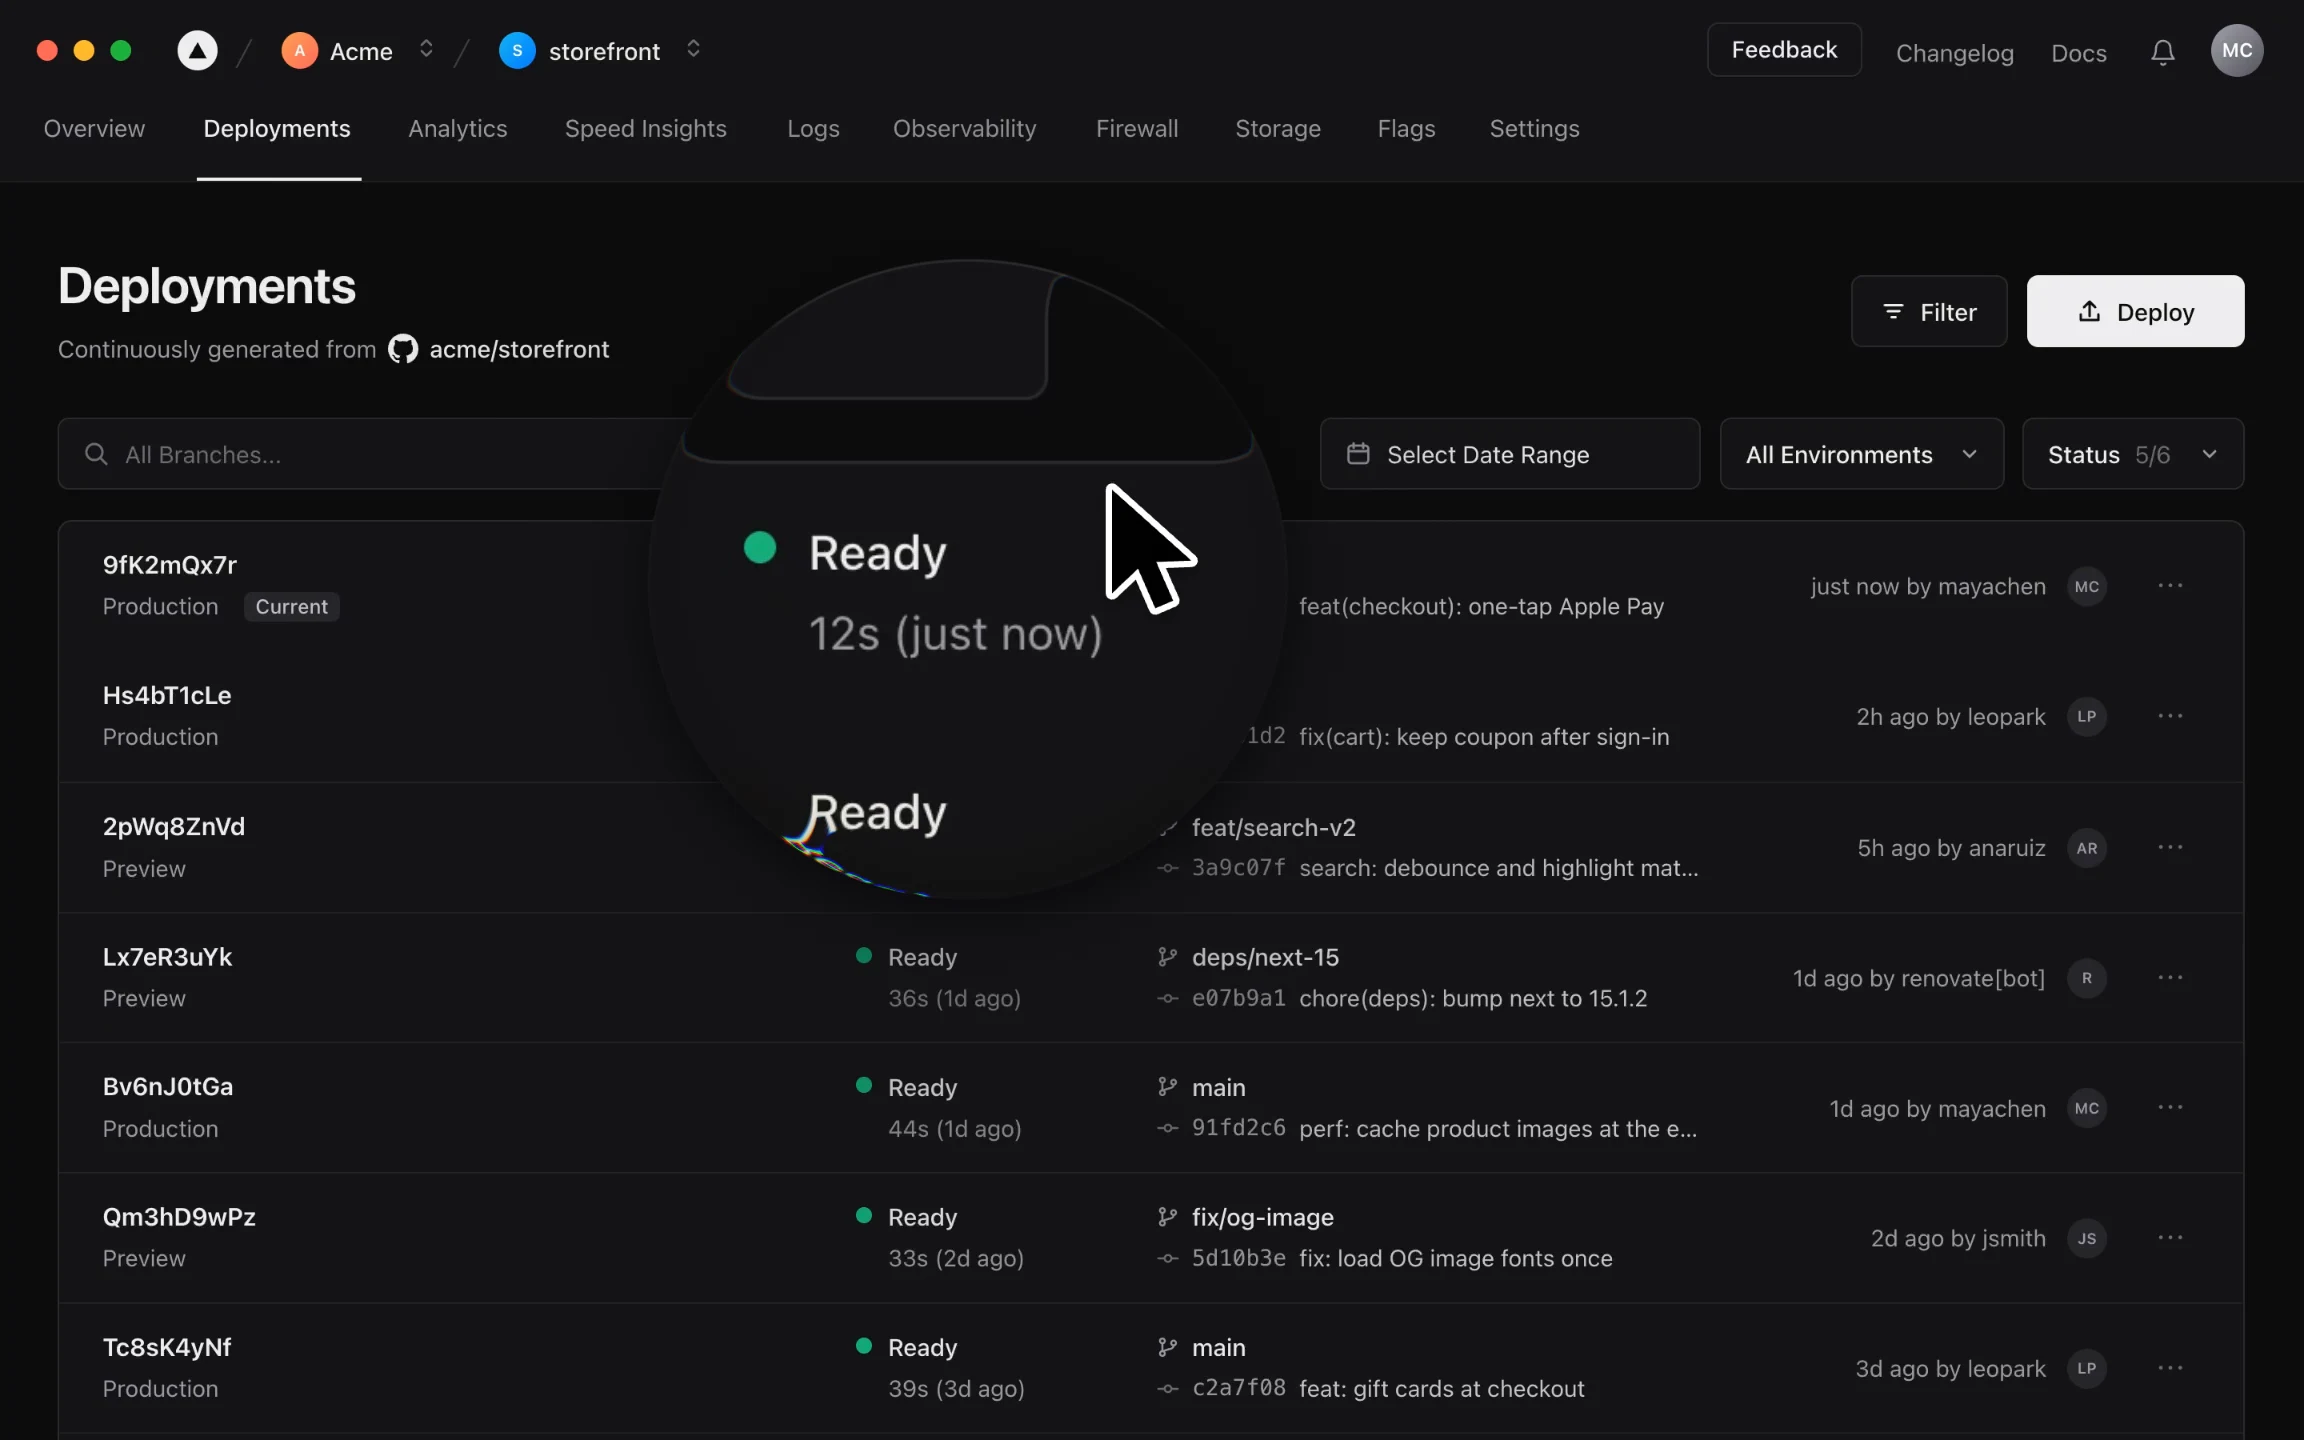 A Acme S storefront Feedback Changelog Docs MC
Overview Deployments Analytics Speed Insights Logs Observability Firewall Storage Flags Settings
Deployments
Filter Deploy
Continuously generated from acme/storefront
All Branches... Select Date Range All Environments Status 5/6
9fK2mQx7r Ready just now by mayachen MC
Production Current 12s (just now) feat(checkout): one-tap Apple Pay
Hs4bT1cLe 2h ago by leopark LP
Production 1d2 fix(cart): keep coupon after sign-in
2pWq8ZnVd Ready feat/search-v2 5h ago by anaruiz AR
Preview 3a9c07f search: debounce and highlight mat...
Lx7eR3uYk Ready deps/next-15 1d ago by renovate[bot] R
Preview 36s (1d ago) e07b9a1 chore(deps): bump next to 15.1.2
Bv6nJ0tGa Ready main 1d ago by mayachen MC
Production 44s (1d ago) 91fd2c6 perf: cache product images at the e...
Qm3hD9wPz Ready fix/og-image 2d ago by jsmith JS
Preview 33s (2d ago) 5d10b3e fix: load OG image fonts once
Tc8sK4yNf Ready main 3d ago by leopark LP
Production 39s (3d ago) c2a7f08 feat: gift cards at checkout